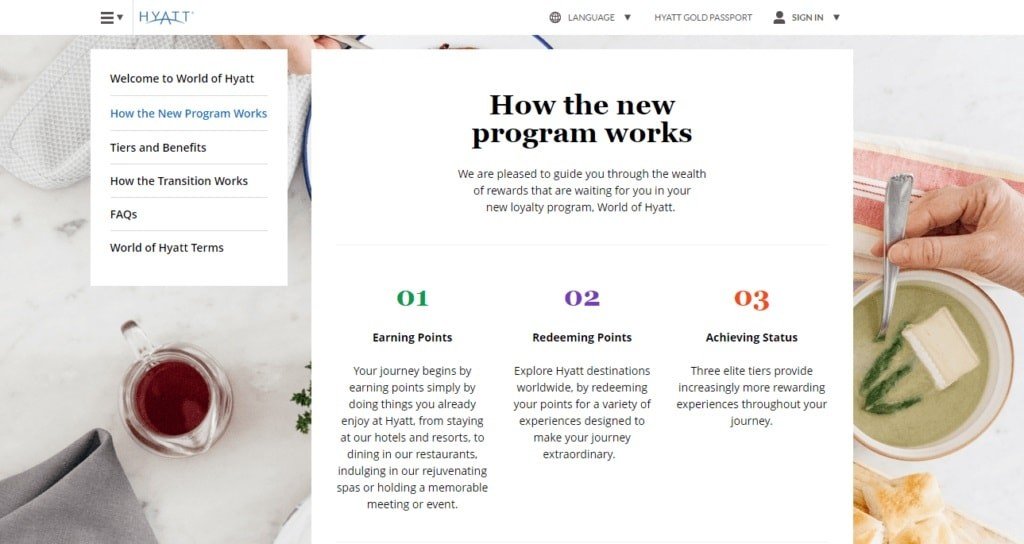 HYATT
LANGUAGE
HYATT GOLD PASSPORT
SIGN IN
Welcome to World of Hyatt
How the New Program Works
Tiers and Benefits
How the Transition Works
FAQs
World of Hyatt Terms
How the new
program works
We are pleased to guide you through the wealth
of rewards that are waiting for you in your
new loyalty program, World of Hyatt.
01
Earning Points
Your journey begins by
earning points simply by
doing things you already
enjoy at Hyatt, from staying
at our hotels and resorts, to
dining in our restaurants,
indulging in our rejuvenating
spas or holding a memorable
meeting or event.
02
Redeeming Points
Explore Hyatt destinations
worldwide, by redeeming
your points for a variety of
experiences designed to
make your journey
extraordinary.
03
Achieving Status
Three elite tiers provide
increasingly more rewarding
experiences throughout your
journey.